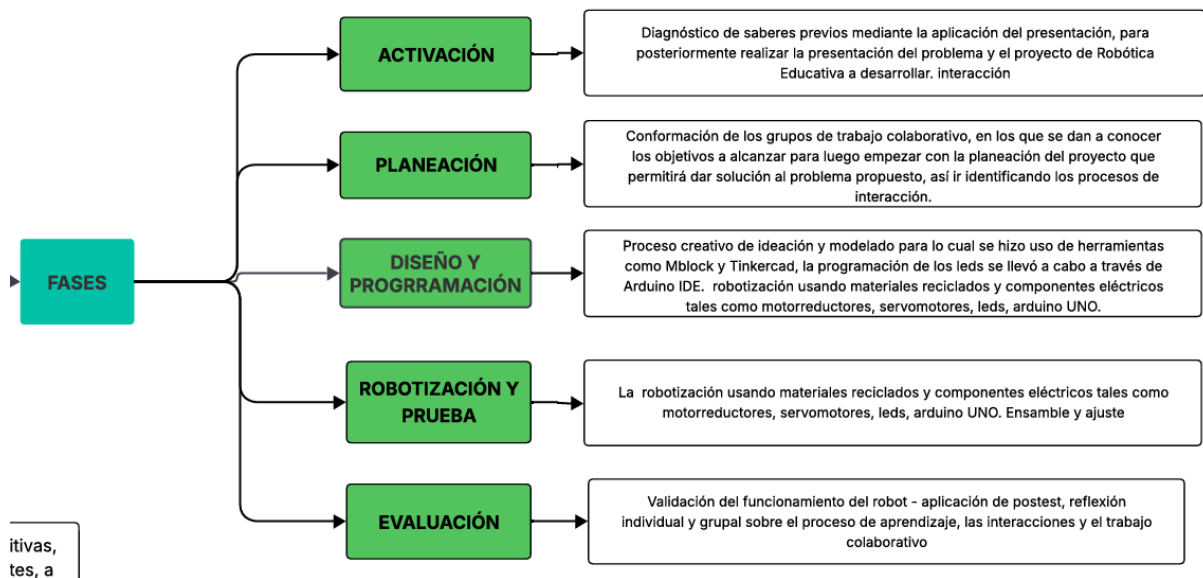 ACTIVACIÓN
Diagnóstico de saberes previos mediante la aplicación del presentación, para
posteriormente realizar la presentación del problema y el proyecto de Robótica
Educativa a desarrollar. interacción
PLANEACIÓN
Conformación de los grupos de trabajo colaborativo, en los que se dan a conocer
los objetivos a alcanzar para luego empezar con la planeación del proyecto que
permitirá dar solución al problema propuesto, así ir identificando los procesos de
interacción.
FASES
DISEÑO Y
PROGRRAMACIÓN
Proceso creativo de ideación y modelado para lo cual se hizo uso de herramientas
como Mblock y Tinkercad, la programación de los leds se llevó a cabo a través de
Arduino IDE. robotización usando materiales reciclados y componentes eléctricos
tales como motorreductores, servomotores, leds, arduino UNO.
ROBOTIZACIÓN Y
PRUEBA
La robotización usando materiales reciclados y componentes eléctricos tales como
motorreductores, servomotores, leds, arduino UNO. Ensamble y ajuste
EVALUACIÓN
Validación del funcionamiento del robot - aplicación de postest, reflexión
individual y grupal sobre el proceso de aprendizaje, las interacciones y el trabajo
colaborativo
itivas,
tes, a